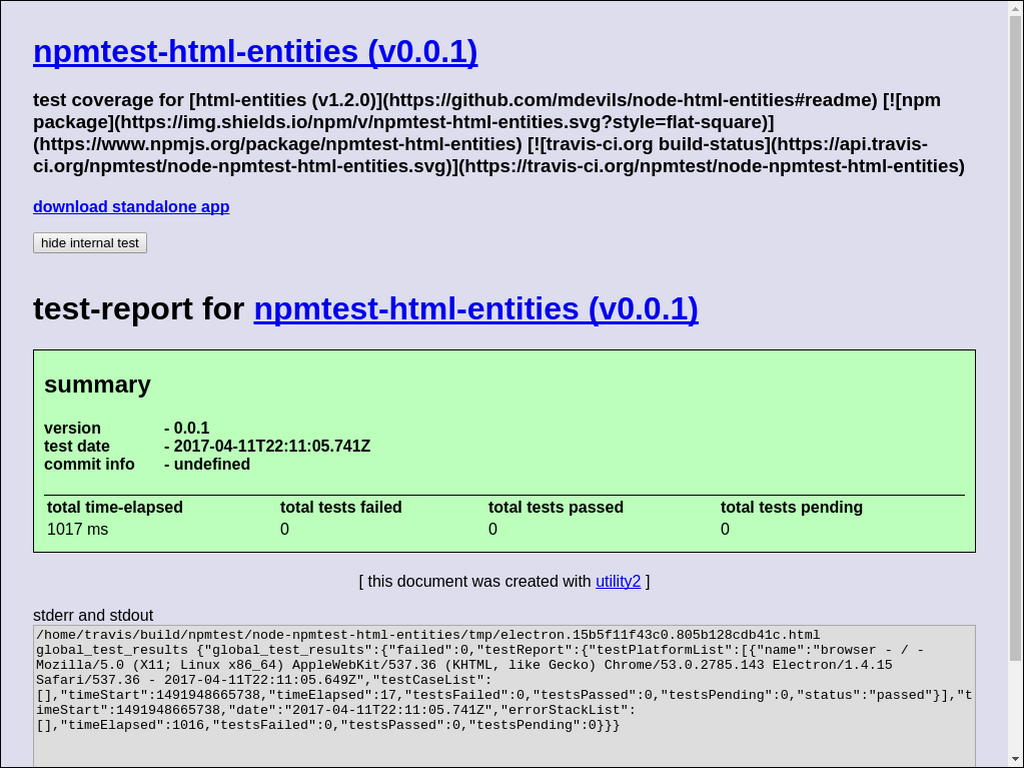 npmtest-html-entities (v0.0.1)
test coverage for [html-entities (v1.2.0)](https://github.com/mdevils/node-html-entities#readme) [![npm
package](https://img.shields.io/npm/v/npmtest-html-entities.svg?style=flat-square)]
(https://www.npmjs.org/package/npmtest-html-entities) [![travis-ci.org build-status](https://api.travis-
ci.org/npmtest/node-npmtest-html-entities.svg)](https://travis-ci.org/npmtest/node-npmtest-html-entities)
download standalone app
hide internal test
test-report for npmtest-html-entities (v0.0.1)
summary
version - 0.0.1
test date - 2017-04-11T22:11:05.741Z
commit info - undefined
total time-elapsed total tests failed total tests passed total tests pending
1017 ms 0 0 0
[ this document was created with utility2 ]
stderr and stdout
/home/travis/build/npmtest/node-npmtest-html-entities/tmp/electron.15b5f11f43c0.805b128cdb41c.html
global_test_results {"global_test_results":{"failed":0,"testReport":{"testPlatformList":[{"name":"browser - / -
Mozilla/5.0 (X11; Linux x86_64) AppleWebKit/537.36 (KHTML, like Gecko) Chrome/53.0.2785.143 Electron/1.4.15
Safari/537.36 - 2017-04-11T22:11:05.649Z","testCaseList":
[],"timeStart":1491948665738,"timeElapsed":17,"testsFailed":0,"testsPassed":0,"testsPending":0,"status":"passed"}],"t
imeStart":1491948665738,"date":"2017-04-11T22:11:05.741Z","errorStackList":
[],"timeElapsed":1016,"testsFailed":0,"testsPassed":0,"testsPending":0}}}